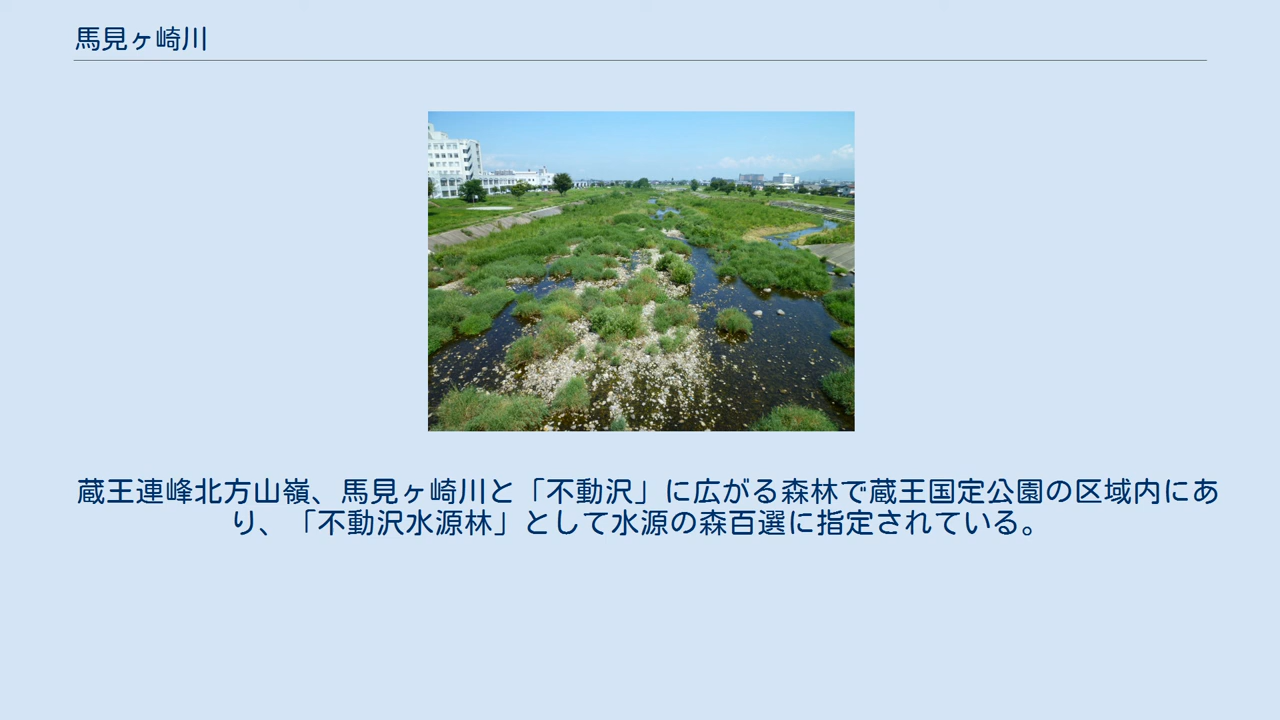 馬見ヶ崎川
蔵王連峰北方山嶺、馬見ヶ崎川と「不動沢」に広がる森林で蔵王国定公園の区域内にあ
り、「不動沢水源林」として水源の森百選に指定されている。